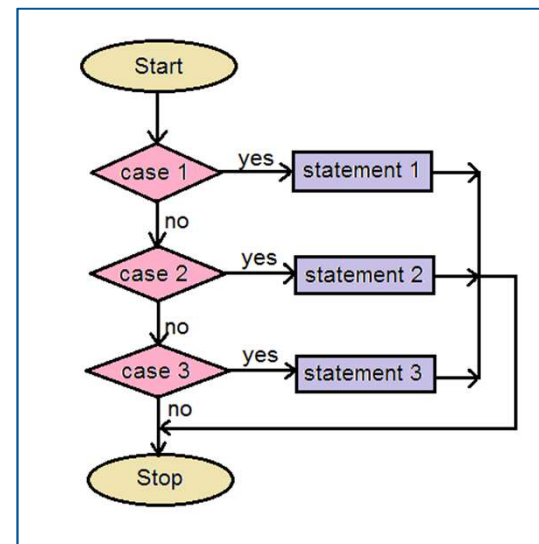 Start
case 1
yes
statement 1
no
case 2
yes
statement 2
no
case 3
yes
statement 3
no
Stop